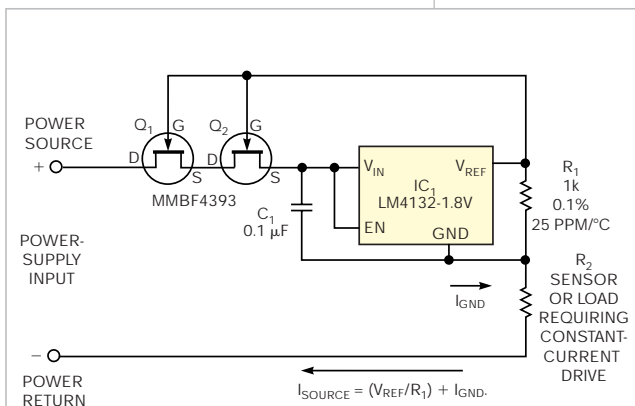 POWER
SOURCE
+
Q1
G
Q2
G
D
S
D
S
MMBF4393
C1
0.1 µF
VIN
VREF
IC1
LM4132-1.8V
EN
GND
R1
1k
0.1%
25 PPM/°C
POWER-
SUPPLY
INPUT
IGND
R2
SENSOR
OR LOAD
REQUIRING
CONSTANT-
CURRENT
DRIVE
−
POWER
RETURN
ISOURCE = (VREF/R1) + IGND.